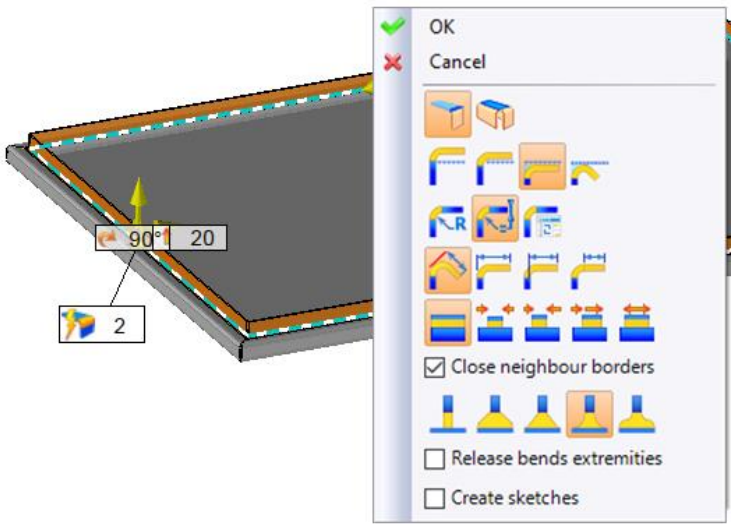 OK
Cancel
90° 20
2
R
Close neighbour borders
Release bends extremities
Create sketches